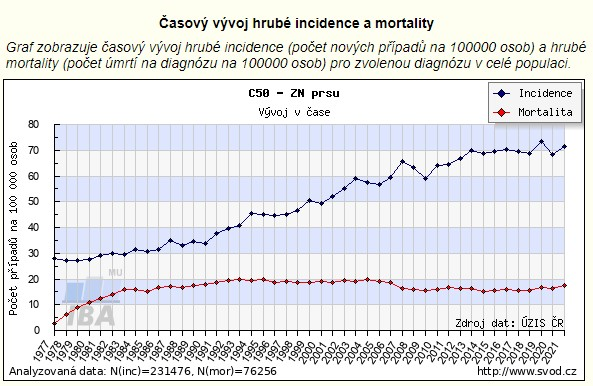 Časový vývoj hrubé incidence a mortality
Graf zobrazuje časový vývoj hrubé incidence (počet nových případů na 100000 osob) a hrubé
mortality (počet úmrtí na diagnózu na 100000 osob) pro zvolenou diagnózu v celé populaci.
C50 - ZN prsu
Vývoj v čase
Incidence
Mortalita
Počet případů na 100 000 osob
80
70
60
50
40
30
20
10
0
MU
IBA
Zdroj dat: ÚZIS ČR
1977 1978 1979 1980 1981 1982 1983 1984 1985 1986 1987 1988 1989 1990 1991 1992 1993 1994 1995 1996 1997 1998 1999 2000 2001 2002 2003 2004 2005 2006 2007 2008 2009 2010 2011 2012 2013 2014 2015 2016 2017 2018 2019 2020 2021
Analyzovaná data: N(inc)=231476, N(mor)=76256
http://www.svod.cz